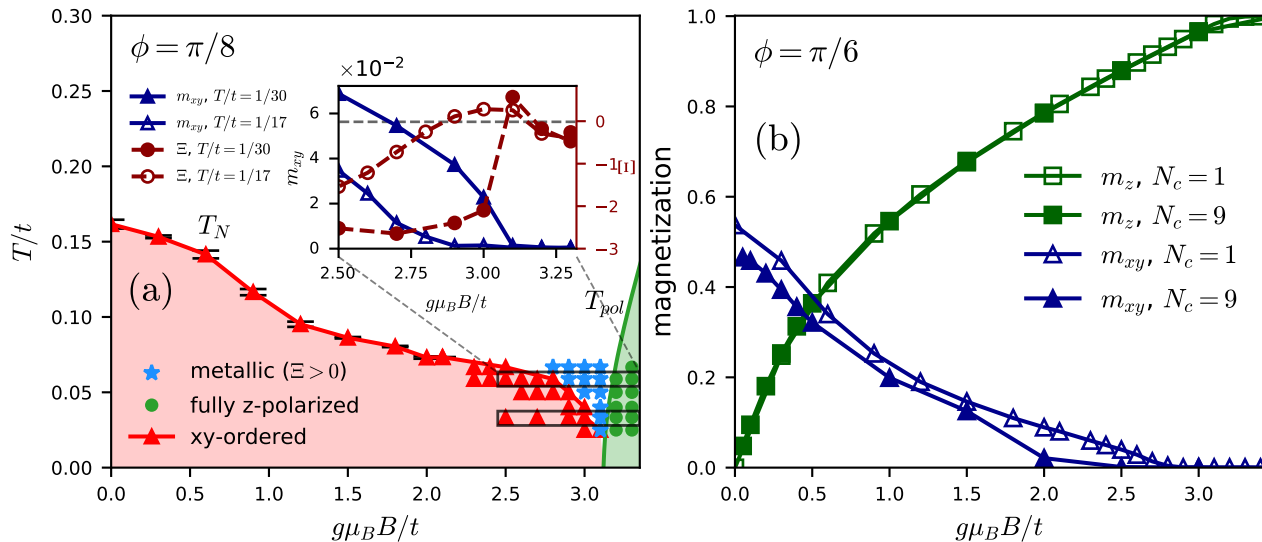 ϕ = π/8
m_xy, T/t = 1/30
m_xy, T/t = 1/17
Ξ, T/t = 1/30
Ξ, T/t = 1/17
×10⁻²
6
4
2
0
m_xy
0
−1
−2
−3
Ξ
2.50
2.75
3.00
3.25
gμ_B B/t
T_N
T_pol
(a)
metallic (Ξ > 0)
fully z-polarized
xy-ordered
0.30
0.25
0.20
0.15
0.10
0.05
0.00
T/t
0.0
0.5
1.0
1.5
2.0
2.5
3.0
gμ_B B/t
ϕ = π/6
(b)
m_z, N_c = 1
m_z, N_c = 9
m_xy, N_c = 1
m_xy, N_c = 9
1.0
0.8
0.6
0.4
0.2
0.0
magnetization
0.0
0.5
1.0
1.5
2.0
2.5
3.0
gμ_B B/t